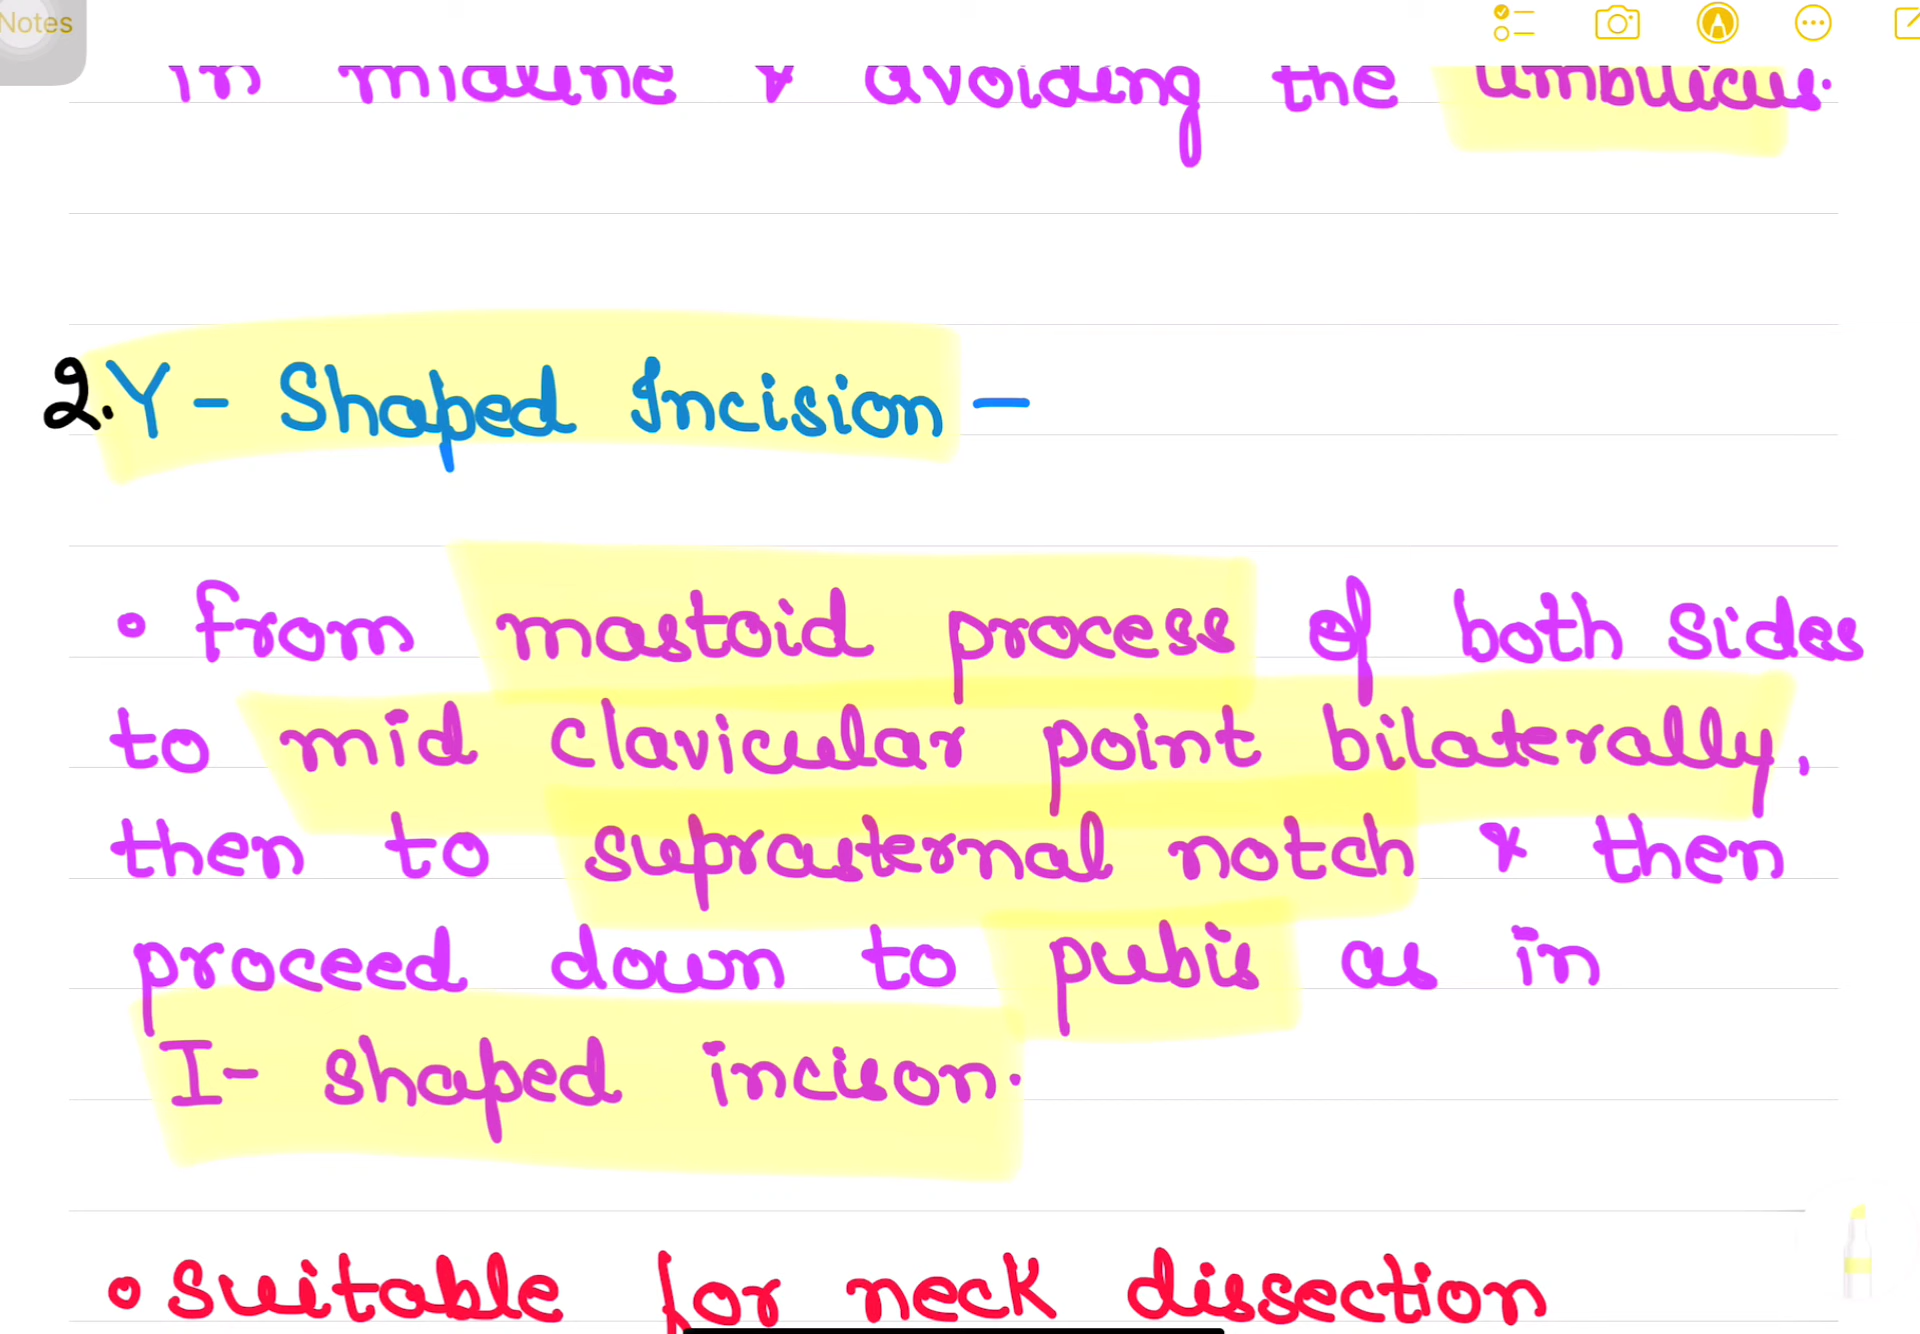 Notes
in midline & avoiding the umbilicus.
2. Y - Shaped Incision -
• from mastoid process of both sides
to mid clavicular point bilaterally,
then to suprasternal notch & then
proceed down to pubis as in
I - shaped incison.
• Suitable for neck dissection